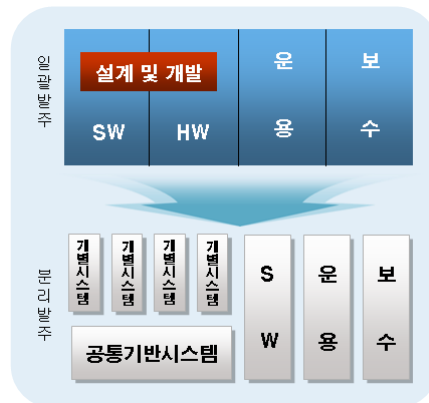 일괄발주
설계 및 개발
SW
HW
운용
보수
분리발주
개별시스템
개별시스템
개별시스템
개별시스템
공통기반시스템
SW
운용
보수